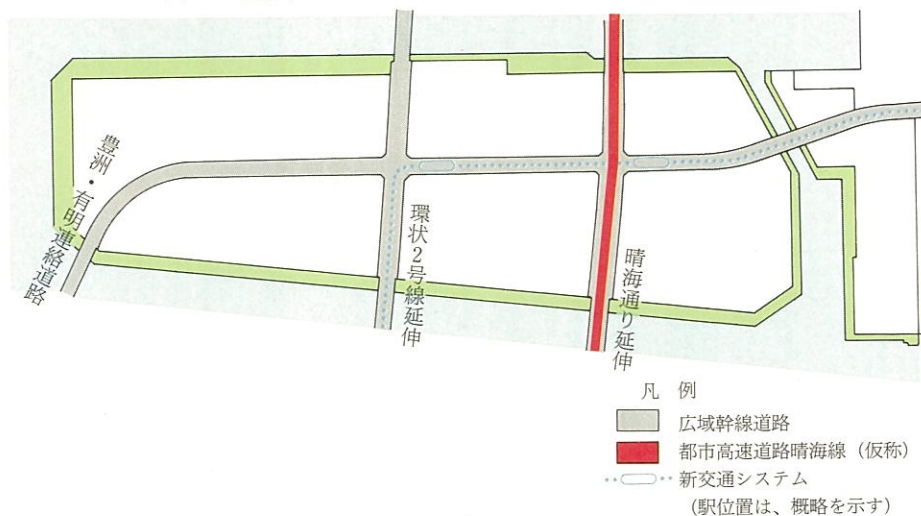 豊洲・有明連絡道路
環状2号線延伸
晴海通り延伸
凡 例
広域幹線道路
都市高速道路晴海線（仮称）
新交通システム
（駅位置は、概略を示す）